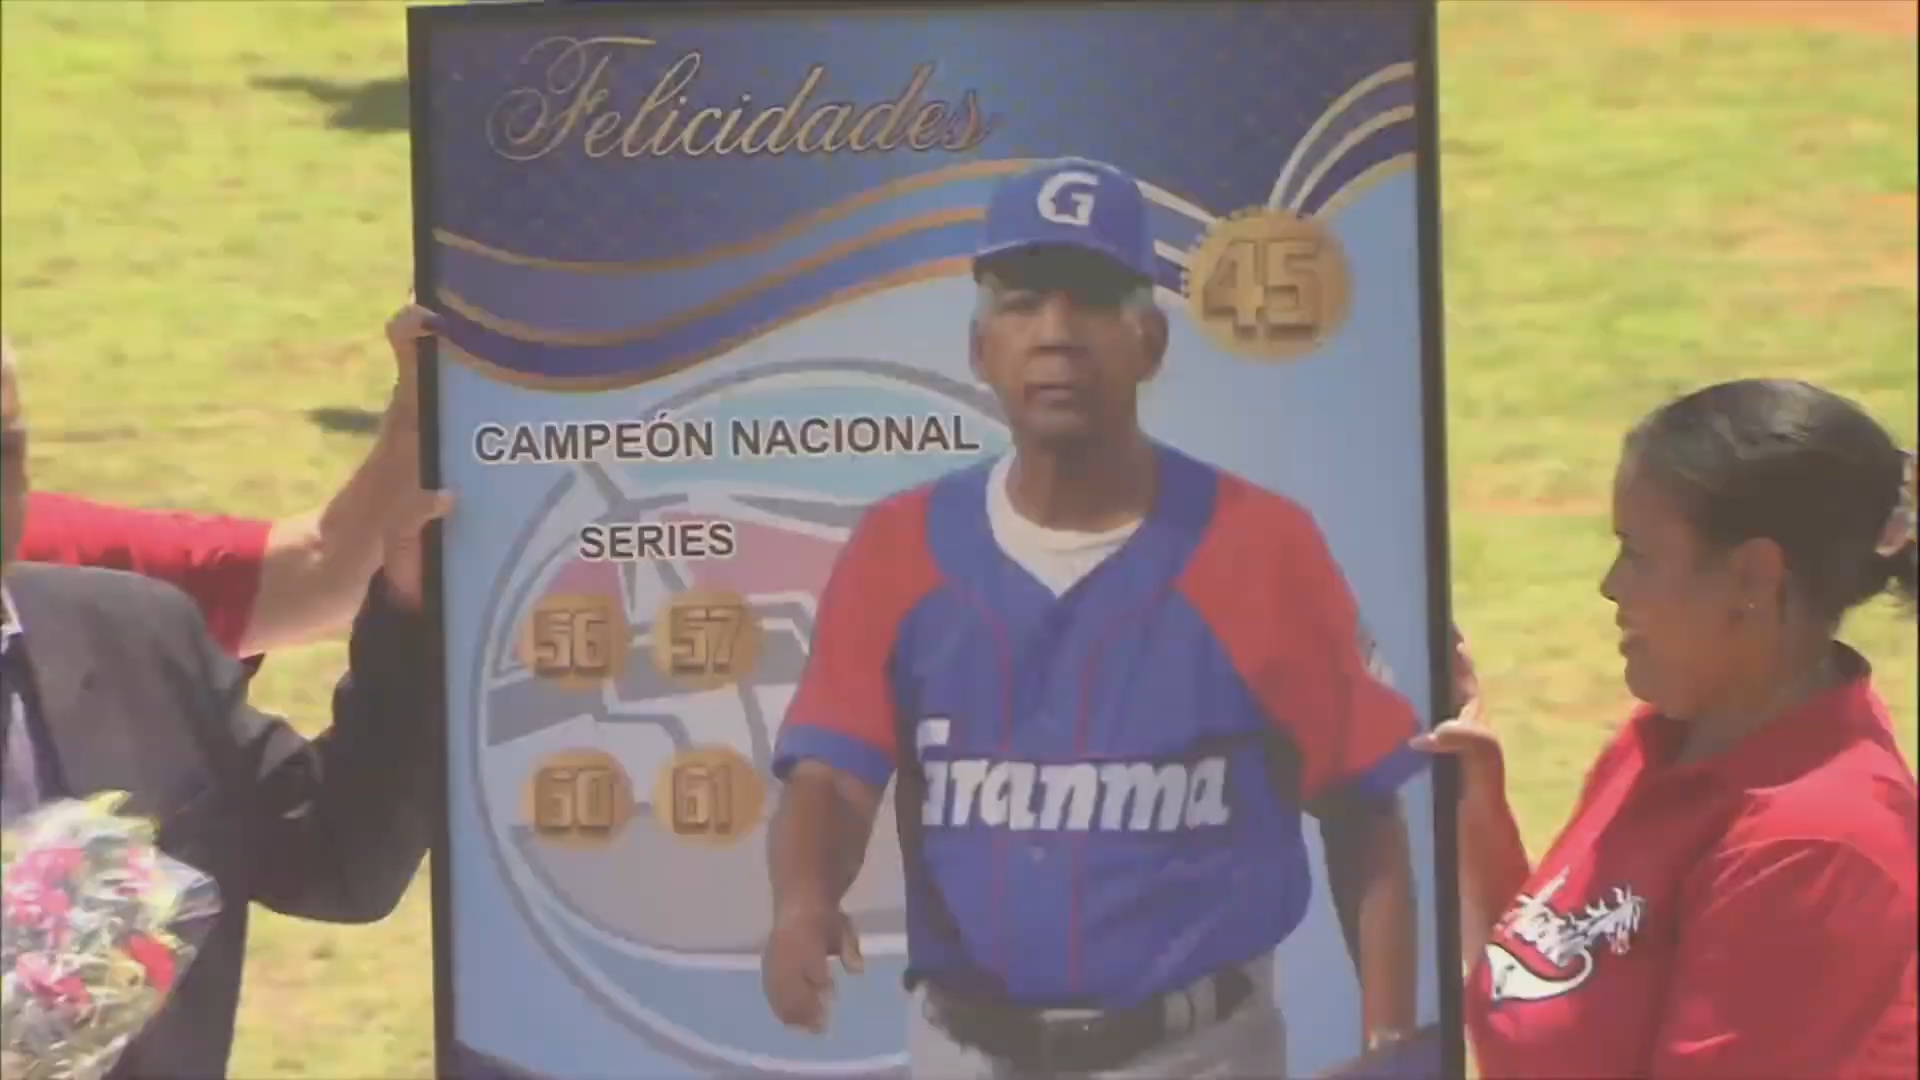 Felicidades
G
45
CAMPEÓN NACIONAL
SERIES
56 57
60 61
Granma